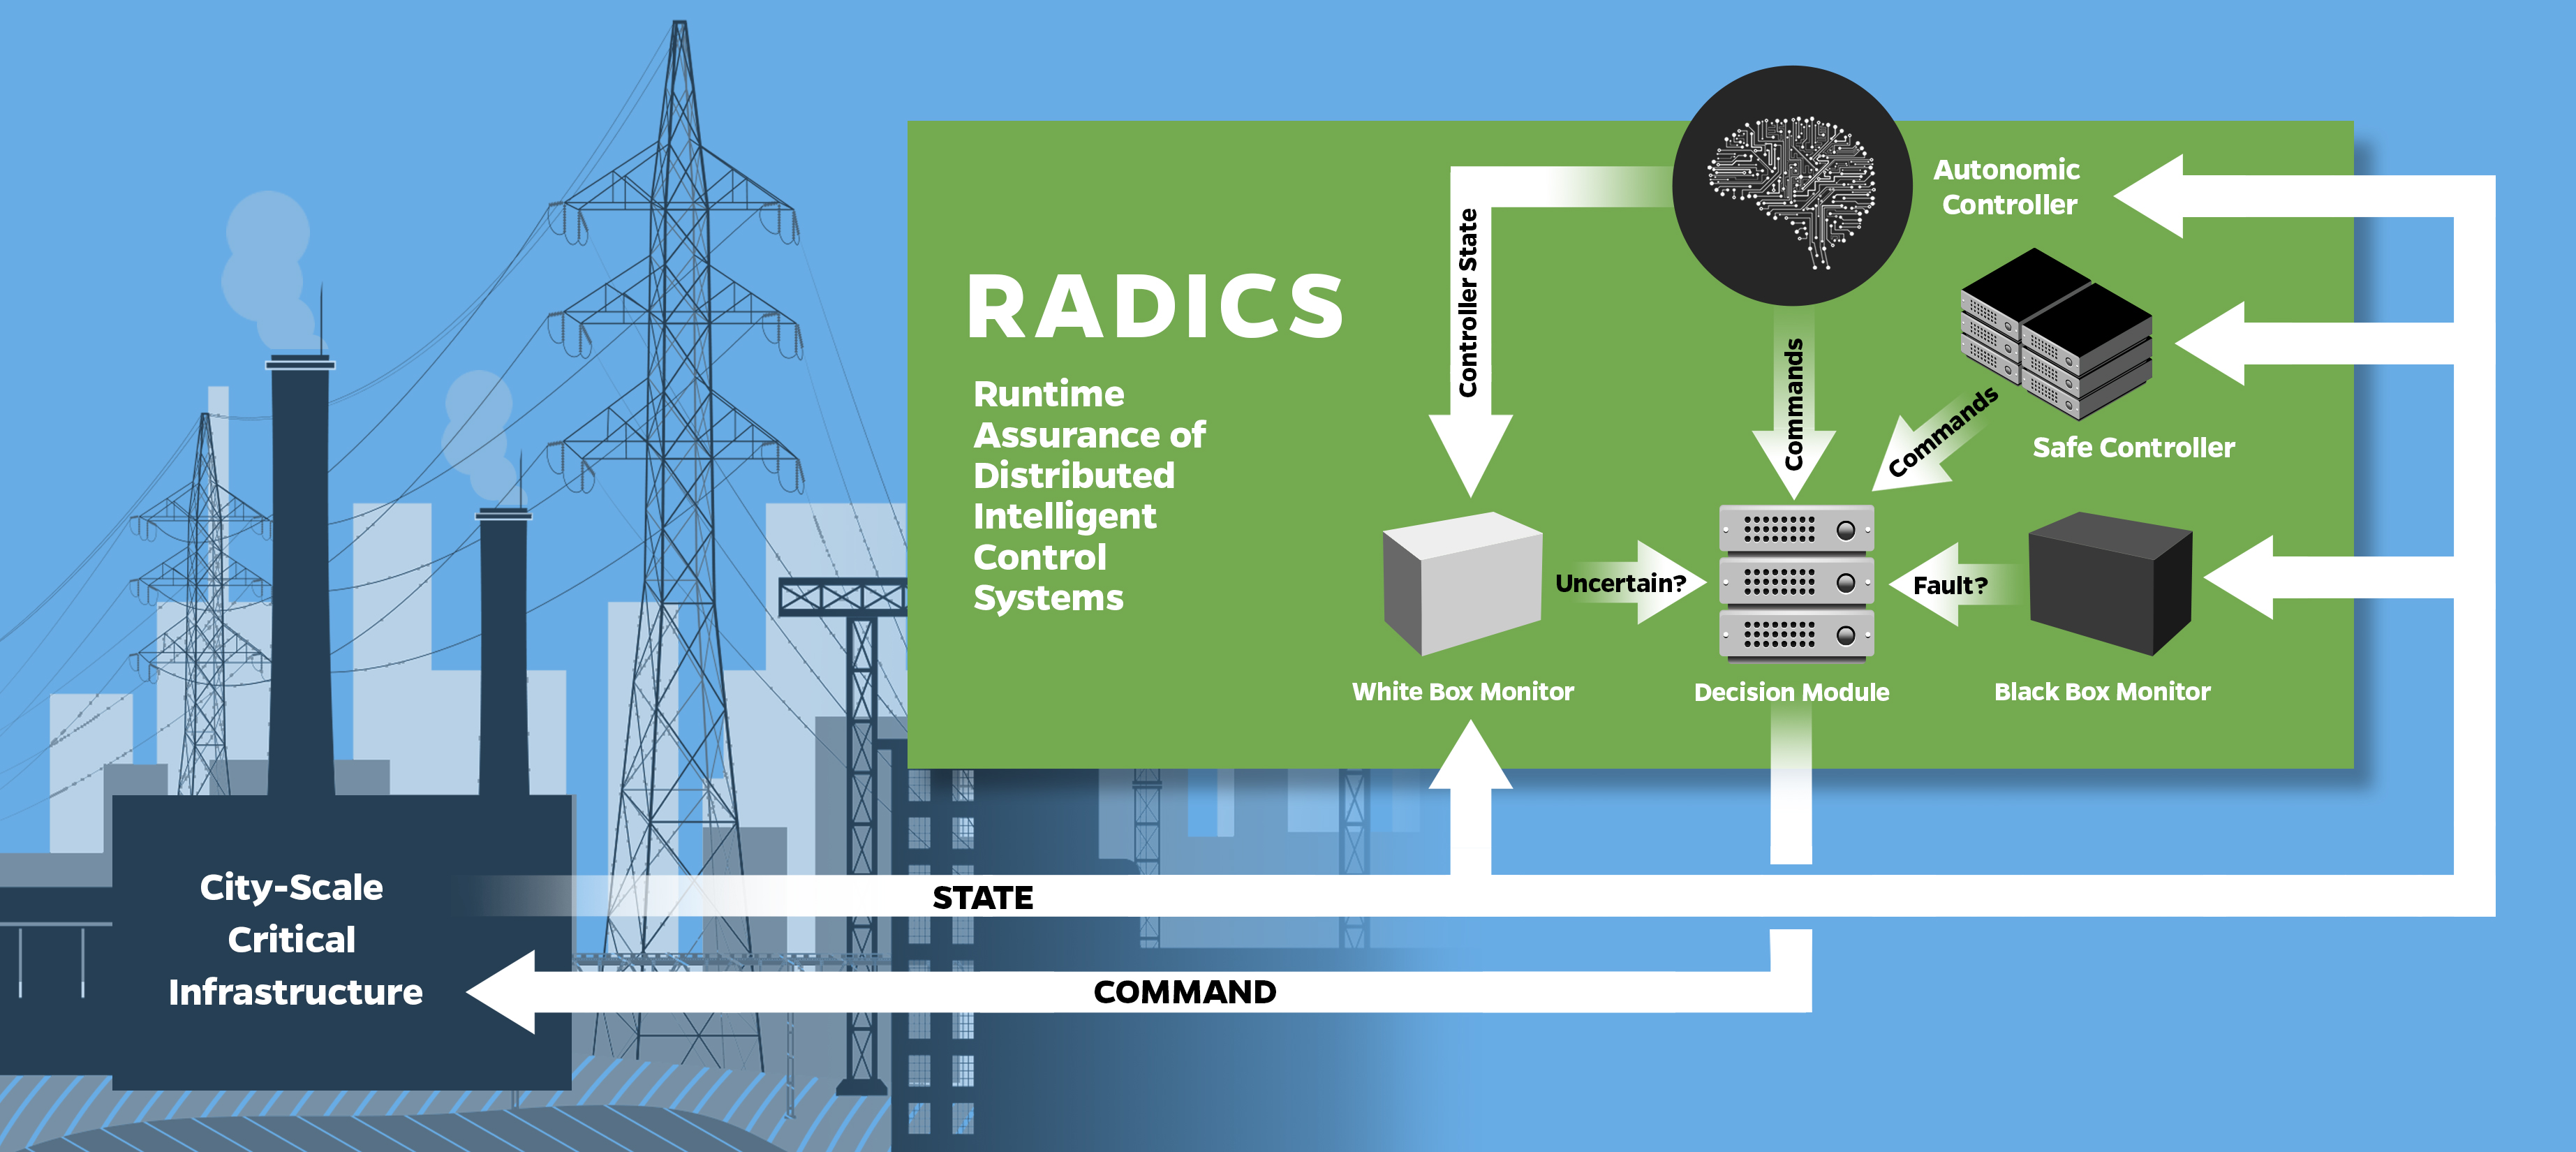 RADICS
Runtime
Assurance of
Distributed
Intelligent
Control
Systems
Autonomic
Controller
Controller State
Commands
Commands
Safe Controller
Uncertain?
Fault?
White Box Monitor
Decision Module
Black Box Monitor
City-Scale
Critical
Infrastructure
STATE
COMMAND